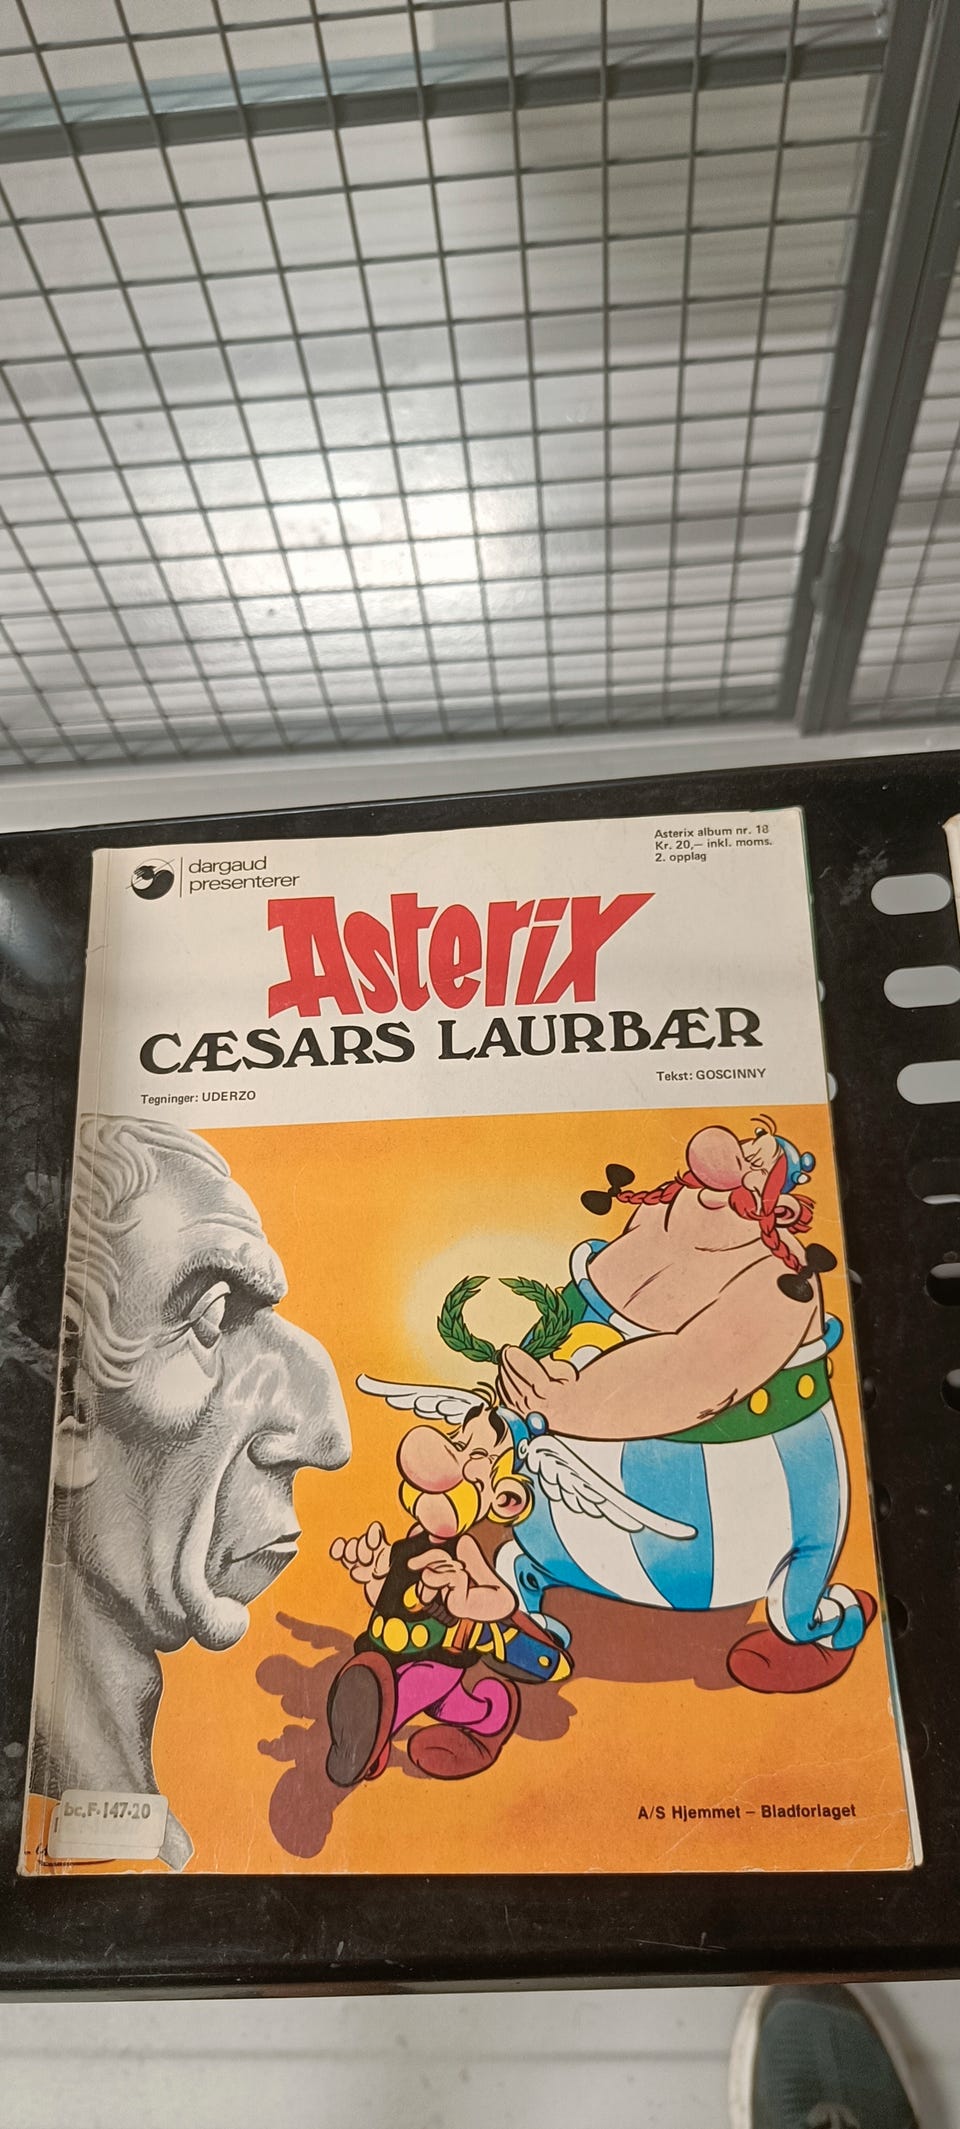 dargaud
presenterer
Asterix album nr. 18
Kr. 20,– inkl. moms.
2. opplag
Asterix
CÆSARS LAURBÆR
Tegninger: UDERZO
Tekst: GOSCINNY
bc.F-147-20
A/S Hjemmet – Bladforlaget